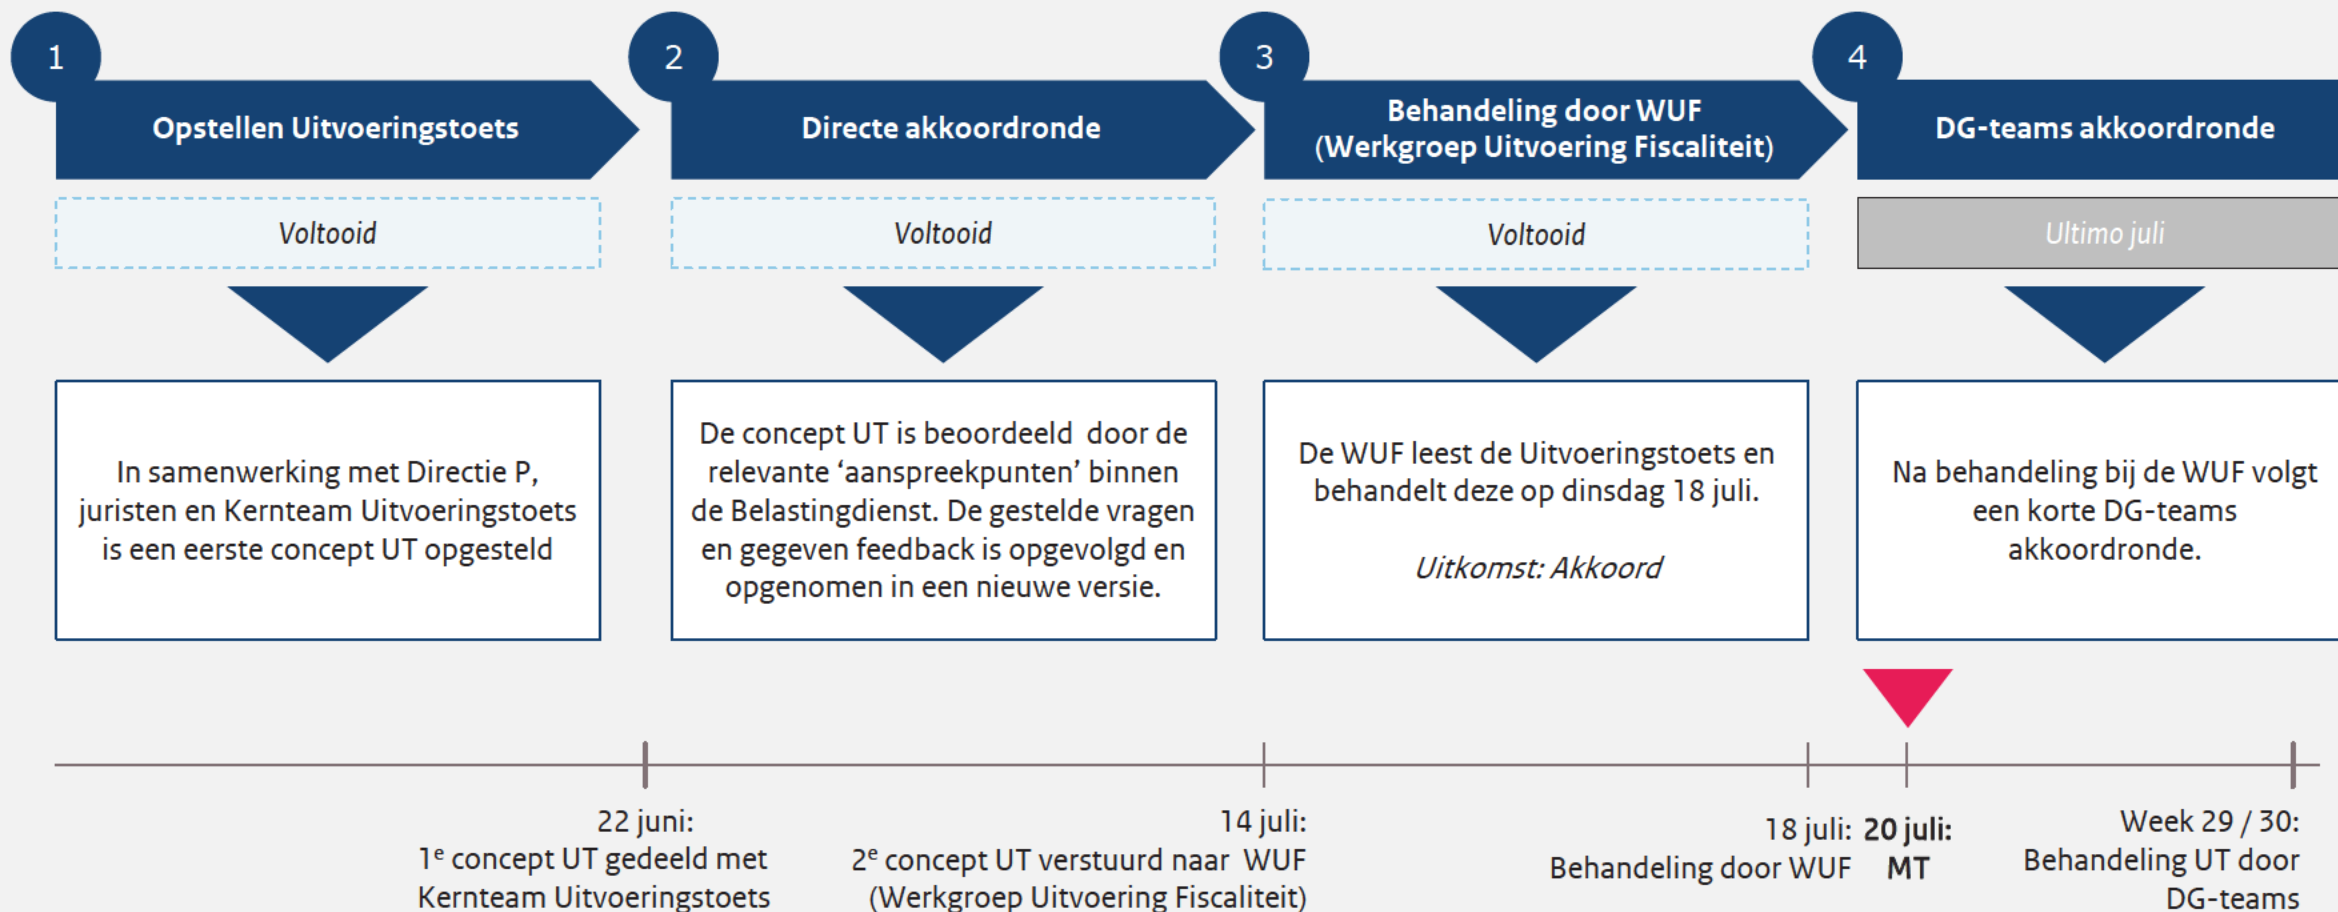 1
Opstellen Uitvoeringstoets
Voltooid
In samenwerking met Directie P,
juristen en Kernteam Uitvoeringstoets
is een eerste concept UT opgesteld
2
Directe akkoordronde
Voltooid
De concept UT is beoordeeld door de
relevante ‘aanspreekpunten’ binnen
de Belastingdienst. De gestelde vragen
en gegeven feedback is opgevolgd en
opgenomen in een nieuwe versie.
3
Behandeling door WUF
(Werkgroep Uitvoering Fiscaliteit)
Voltooid
De WUF leest de Uitvoeringstoets en
behandelt deze op dinsdag 18 juli.
Uitkomst: Akkoord
4
DG-teams akkoordronde
Ultimo juli
Na behandeling bij de WUF volgt
een korte DG-teams
akkoordronde.
22 juni:
1e concept UT gedeeld met
Kernteam Uitvoeringstoets
14 juli:
2e concept UT verstuurd naar WUF
(Werkgroep Uitvoering Fiscaliteit)
18 juli:
Behandeling door WUF
20 juli:
MT
Week 29 / 30:
Behandeling UT door
DG-teams